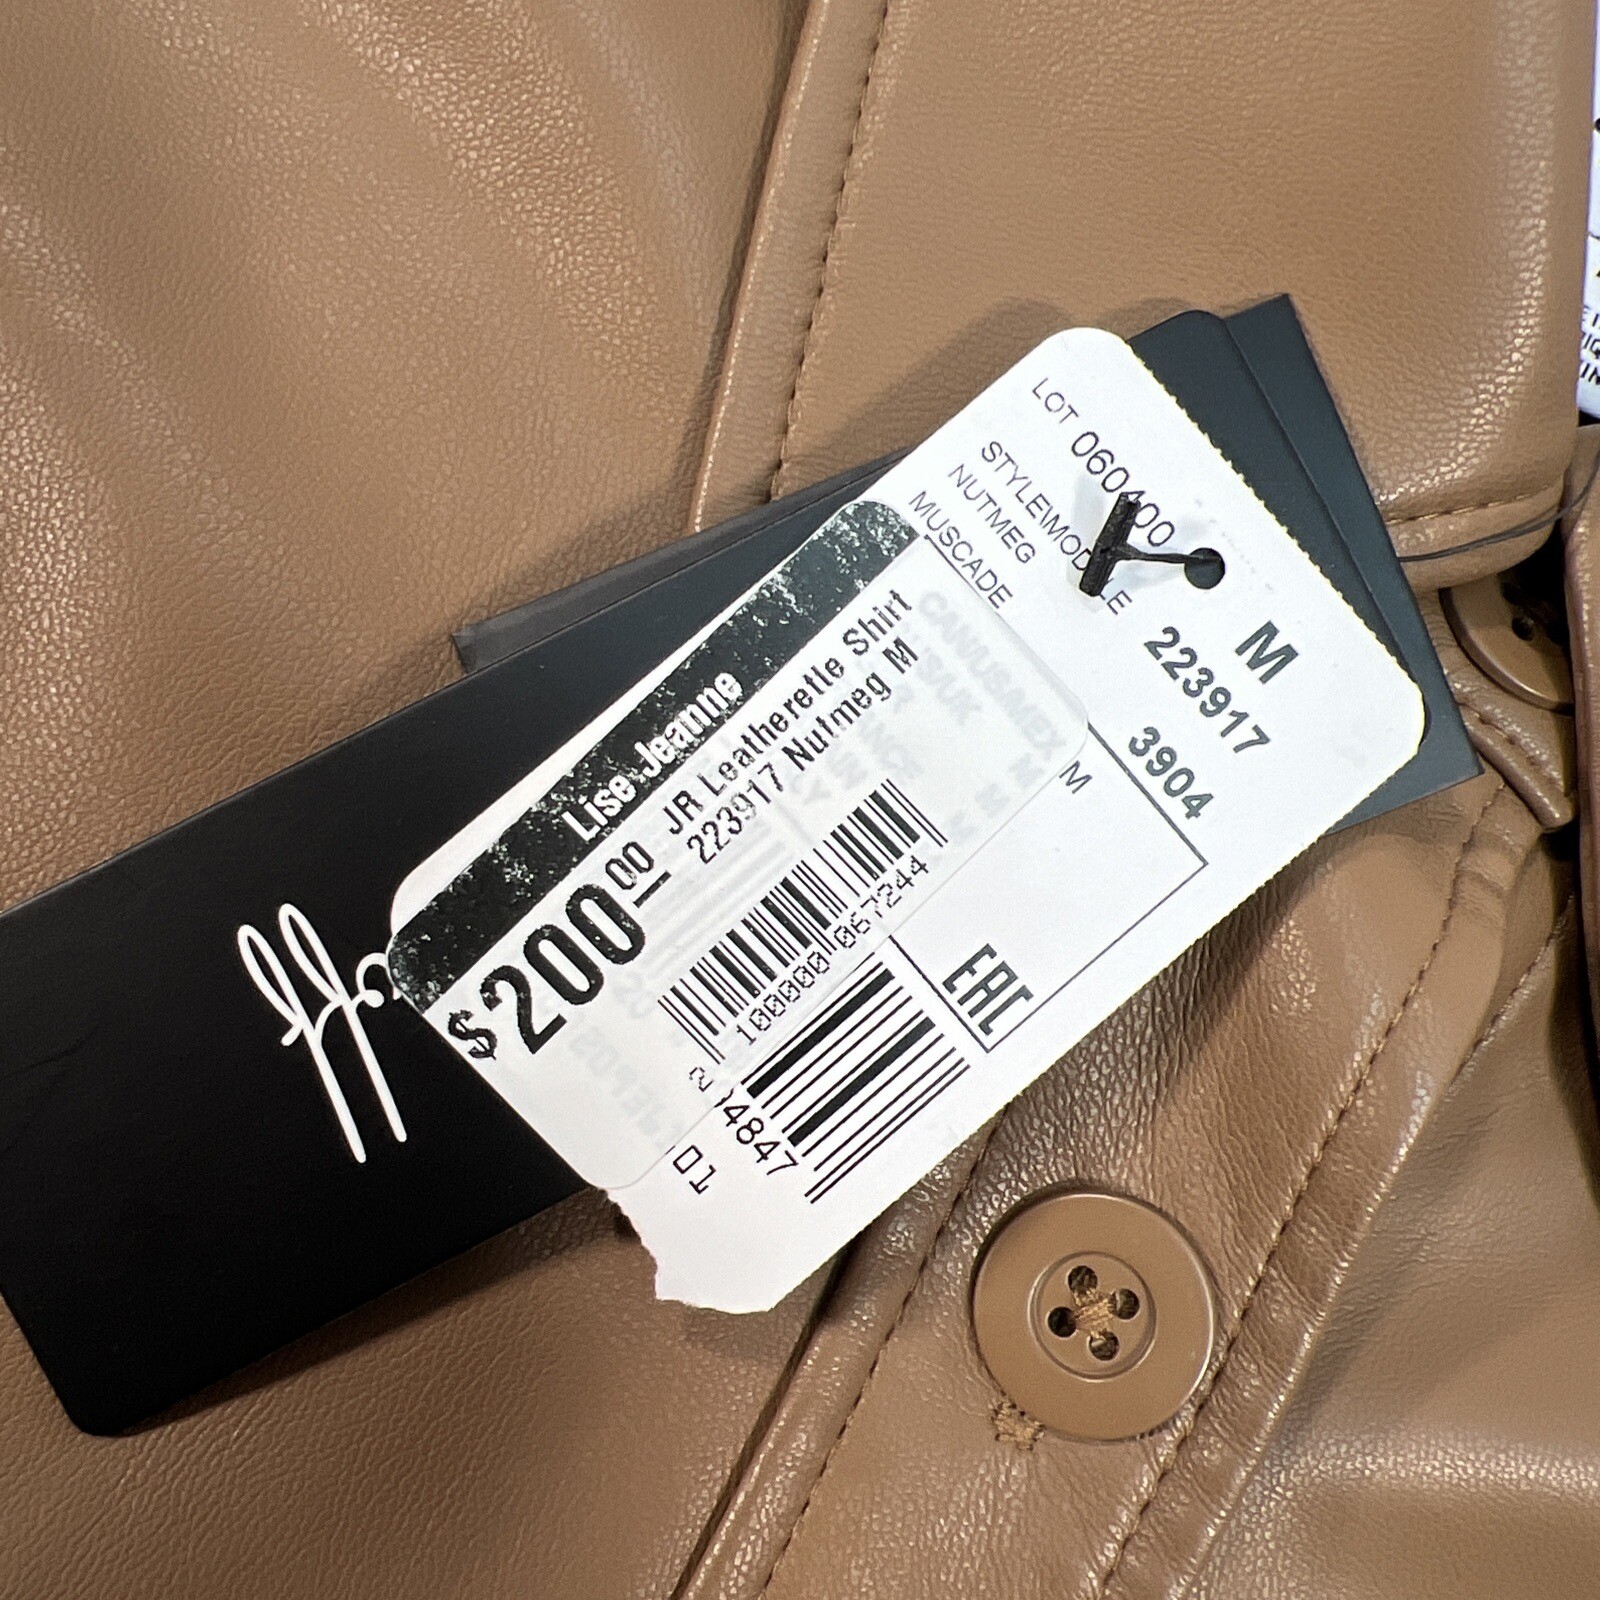 LOT 060400
STYLE\MODELE 223917
NUTMEG 3904
MUSCADE
M
M
Lise Jeanne
$200.00
JR Leatherette Shirt
223917 Nutmeg M
100000 067244
CAN/US/MEX M
EAC
4847
01